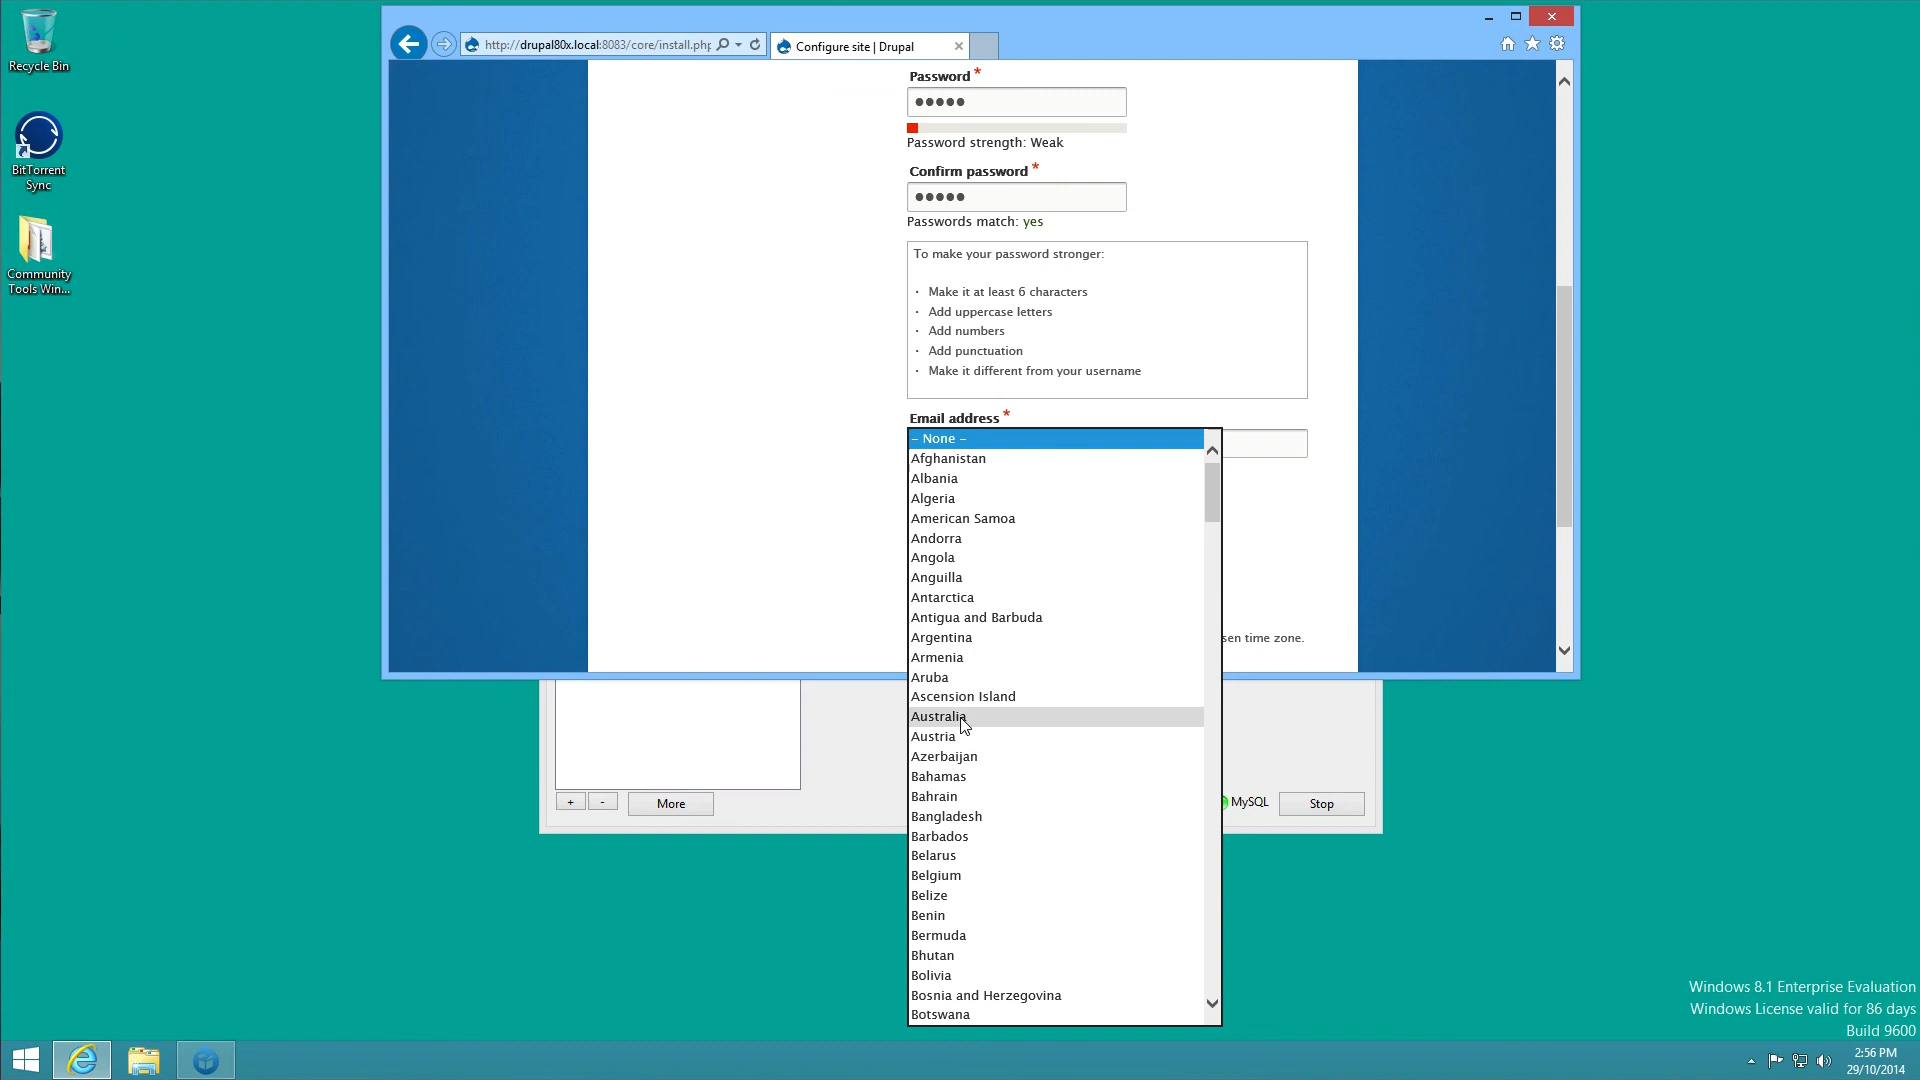 Recycle Bin
BitTorrent
Sync
Community
Tools Win...
http://drupal80x.local:8083/core/install.php
Configure site | Drupal
Password *
●●●●●
Password strength: Weak
Confirm password *
●●●●●
Passwords match: yes
To make your password stronger:
· Make it at least 6 characters
· Add uppercase letters
· Add numbers
· Add punctuation
· Make it different from your username
Email address *
- None -
Afghanistan
Albania
Algeria
American Samoa
Andorra
Angola
Anguilla
Antarctica
Antigua and Barbuda
Argentina
Armenia
Aruba
Ascension Island
Australia
Austria
Azerbaijan
Bahamas
Bahrain
Bangladesh
Barbados
Belarus
Belgium
Belize
Benin
Bermuda
Bhutan
Bolivia
Bosnia and Herzegovina
Botswana
sen time zone.
+ - More
MySQL Stop
Windows 8.1 Enterprise Evaluation
Windows License valid for 86 days
Build 9600
2:56 PM
29/10/2014